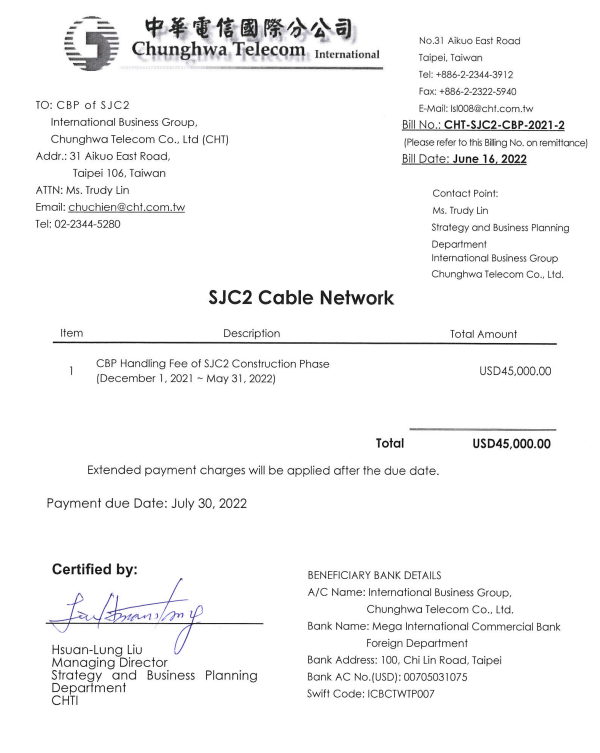 中華電信國際分公司
Chunghwa Telecom International
No.31 Aikuo East Road
Taipei, Taiwan
Tel: +886-2-2344-3912
Fax: +886-2-2322-5940
E-Mail: lsl008@cht.com.tw
Bill No.: CHT-SJC2-CBP-2021-2
(Please refer to this Billing No. on remittance)
Bill Date: June 16, 2022
TO: CBP of SJC2
International Business Group,
Chunghwa Telecom Co., Ltd (CHT)
Addr.: 31 Aikuo East Road,
Taipei 106, Taiwan
ATTN: Ms. Trudy Lin
Email: chuchien@cht.com.tw
Tel: 02-2344-5280
Contact Point:
Ms. Trudy Lin
Strategy and Business Planning
Department
International Business Group
Chunghwa Telecom Co., Ltd.
SJC2 Cable Network
Item Description Total Amount
1 CBP Handling Fee of SJC2 Construction Phase
(December 1, 2021 ~ May 31, 2022) USD45,000.00
Total USD45,000.00
Extended payment charges will be applied after the due date.
Payment due Date: July 30, 2022
Certified by:
Hsuan-Lung Liu
Managing Director
Strategy and Business Planning
Department
CHTI
BENEFICIARY BANK DETAILS
A/C Name: International Business Group,
Chunghwa Telecom Co., Ltd.
Bank Name: Mega International Commercial Bank
Foreign Department
Bank Address: 100, Chi Lin Road, Taipei
Bank AC No.(USD): 00705031075
Swift Code: ICBCTWTP007